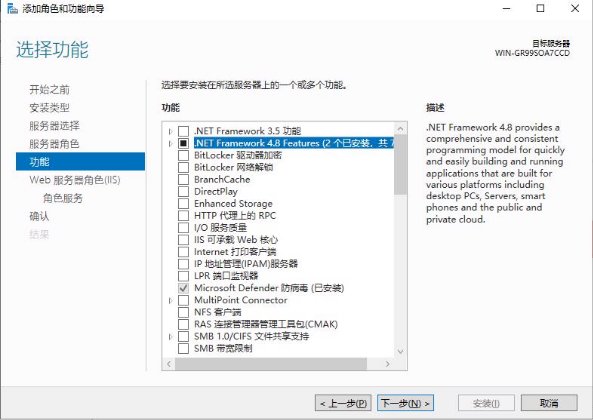 添加角色和功能向导
选择功能
目标服务器
WIN-GR99SOA7CCD
开始之前
安装类型
服务器选择
服务器角色
功能
Web 服务器角色(IIS)
角色服务
确认
结果
选择要安装在所选服务器上的一个或多个功能。
功能
.NET Framework 3.5 功能
.NET Framework 4.8 Features (2 个已安装，共 7
BitLocker 驱动器加密
BitLocker 网络解锁
BranchCache
DirectPlay
Enhanced Storage
HTTP 代理上的 RPC
I/O 服务质量
IIS 可承载 Web 核心
Internet 打印客户端
IP 地址管理(IPAM)服务器
LPR 端口监视器
Microsoft Defender 防病毒 (已安装)
MultiPoint Connector
NFS 客户端
RAS 连接管理器管理工具包(CMAK)
SMB 1.0/CIFS 文件共享支持
SMB 带宽限制
描述
.NET Framework 4.8 provides a
comprehensive and consistent
programming model for quickly
and easily building and running
applications that are built for
various platforms including
desktop PCs, Servers, smart
phones and the public and
private cloud.
< 上一步(P)
下一步(N) >
安装(I)
取消